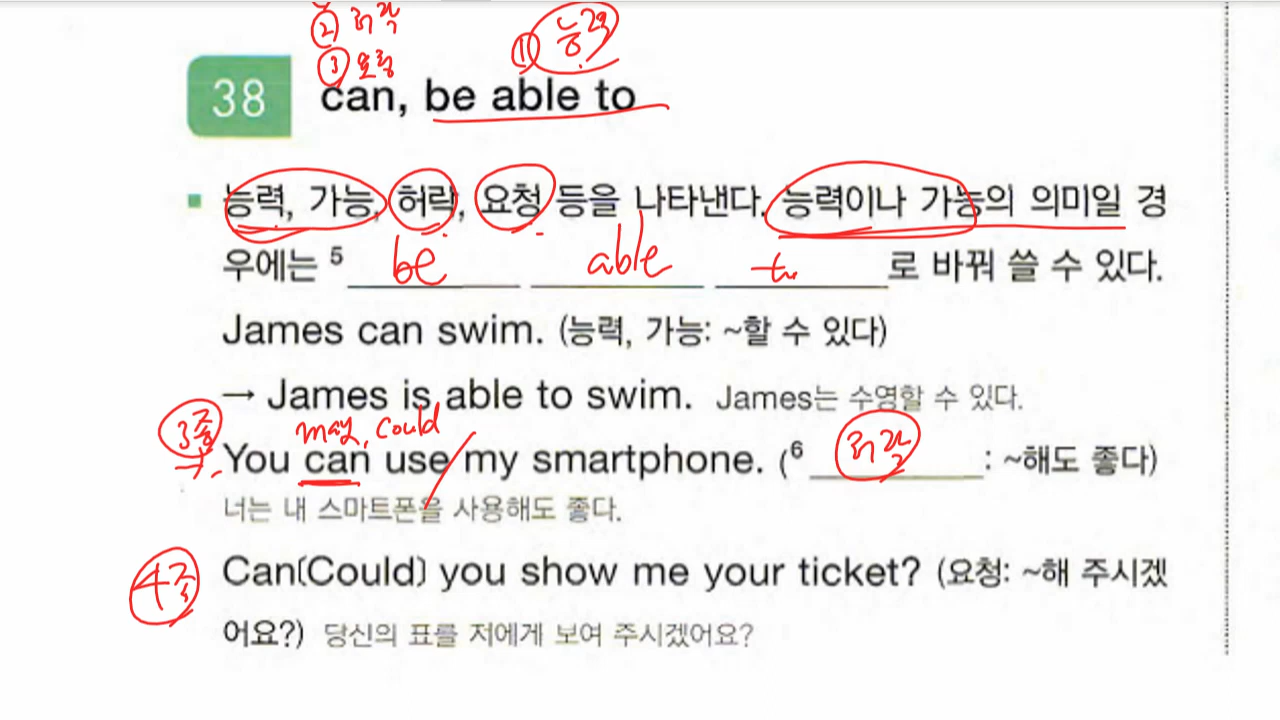 ② 허락
① 능력
③ 요청
38 can, be able to
능력, 가능, 허락, 요청 등을 나타낸다. 능력이나 가능의 의미일 경
우에는 5 be able to 로 바꿔 쓸 수 있다.
James can swim. (능력, 가능: ~할 수 있다)
→ James is able to swim. James는 수영할 수 있다.
3종 may, could
→ You can use my smartphone. (6 허락 : ~해도 좋다)
너는 내 스마트폰을 사용해도 좋다.
4종 Can(Could) you show me your ticket? (요청: ~해 주시겠
어요?) 당신의 표를 저에게 보여 주시겠어요?